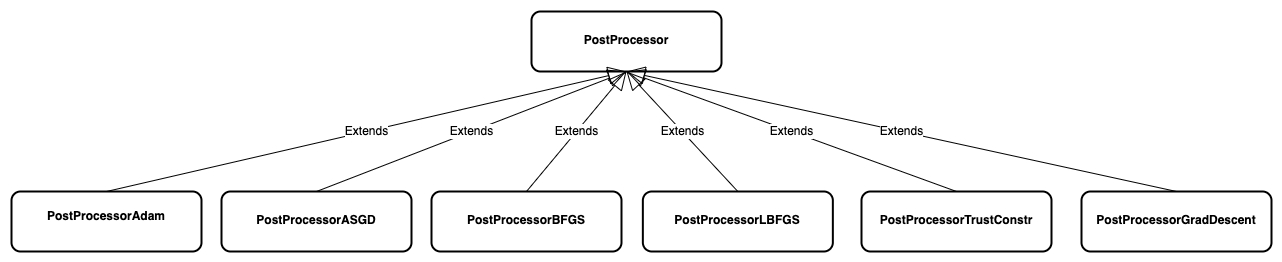 PostProcessor
Extends Extends Extends Extends Extends Extends
PostProcessorAdam PostProcessorASGD PostProcessorBFGS PostProcessorLBFGS PostProcessorTrustConstr PostProcessorGradDescent